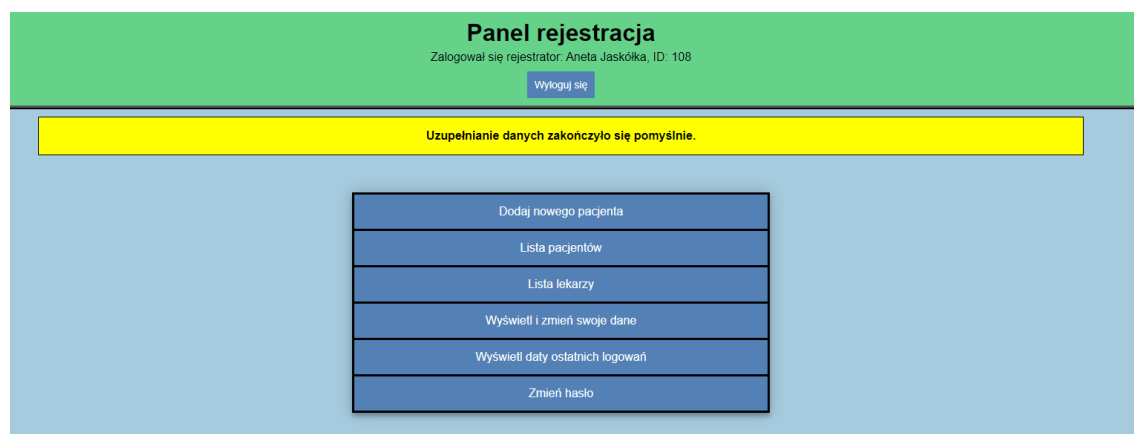 Panel rejestracja
Zalogował się rejestrator: Aneta Jaskółka, ID: 108
Wyloguj się
Uzupełnianie danych zakończyło się pomyślnie.
Dodaj nowego pacjenta
Lista pacjentów
Lista lekarzy
Wyświetl i zmień swoje dane
Wyświetl daty ostatnich logowań
Zmień hasło